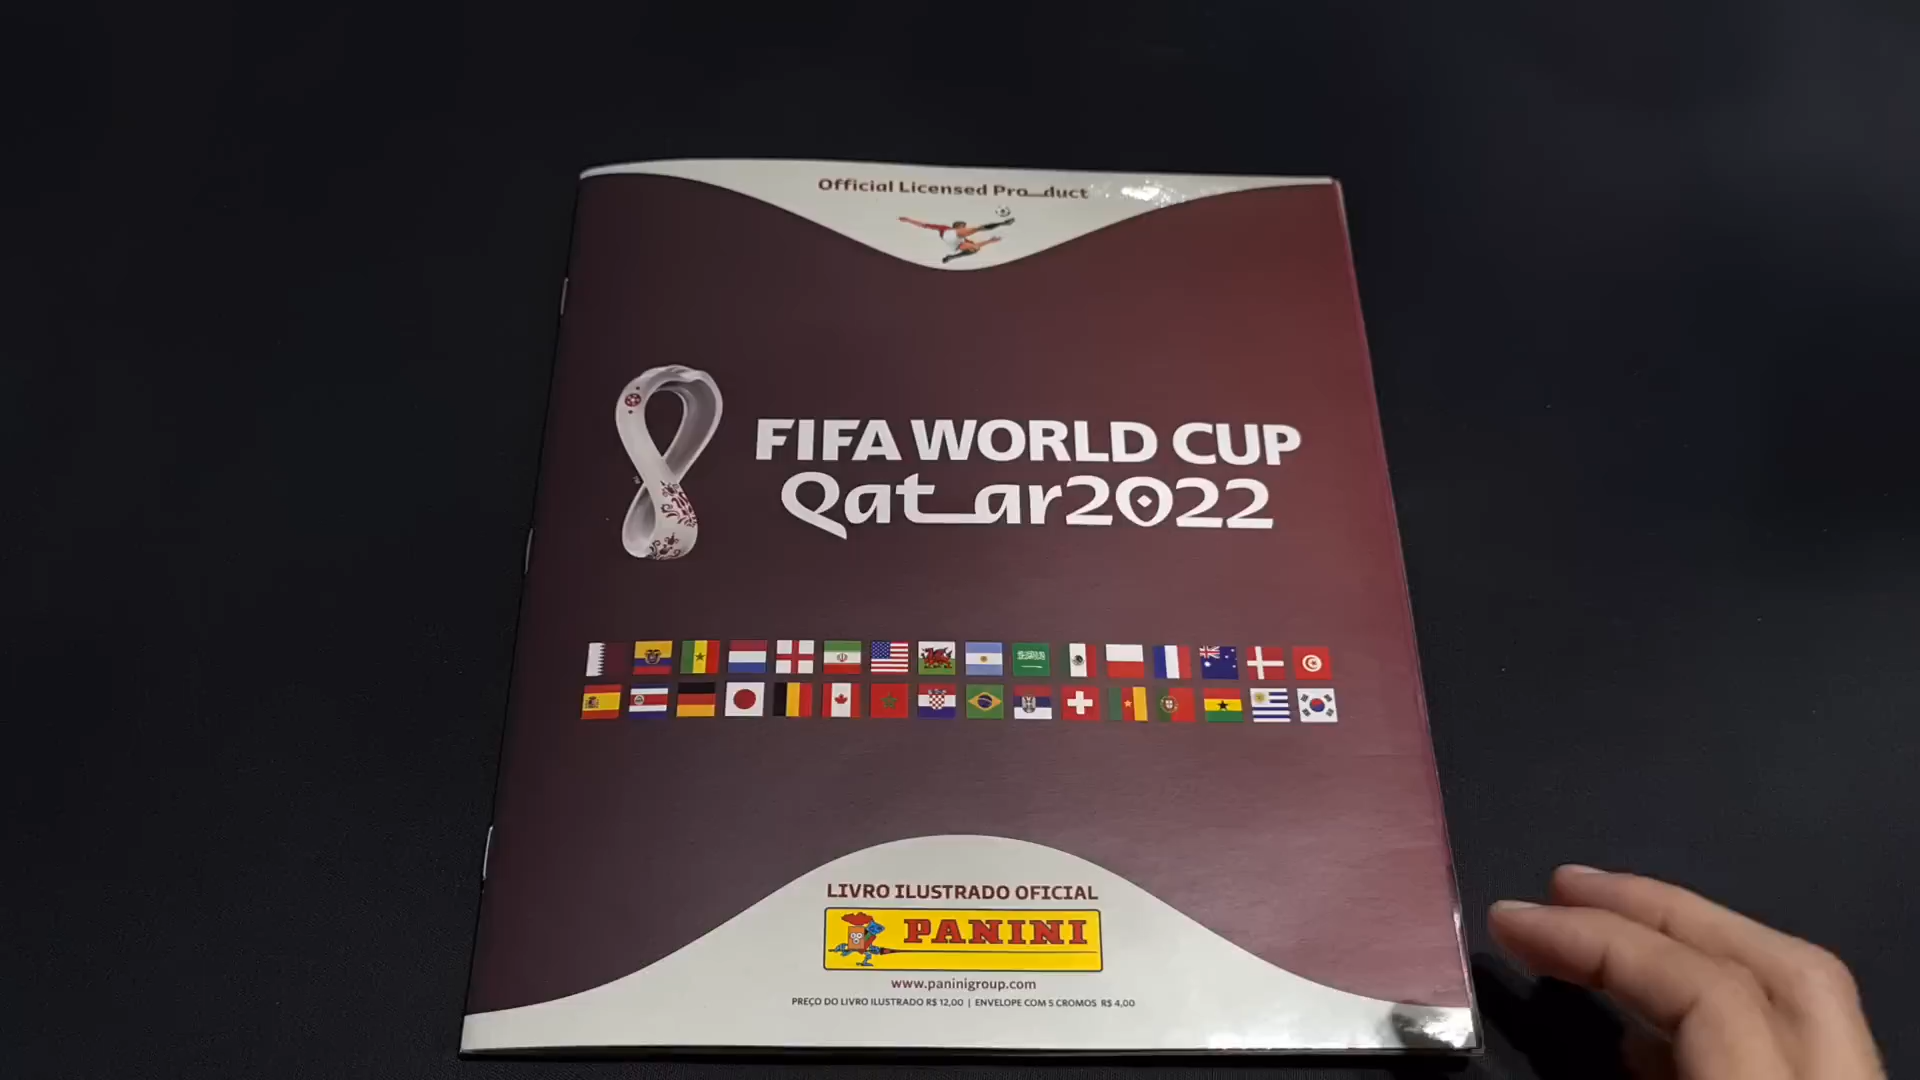 Official Licensed Product
FIFA WORLD CUP
Qatar2022
LIVRO ILUSTRADO OFICIAL
PANINI
www.paninigroup.com
PREÇO DO LIVRO ILUSTRADO R$ 12,00 | ENVELOPE COM 5 CROMOS R$ 4,00